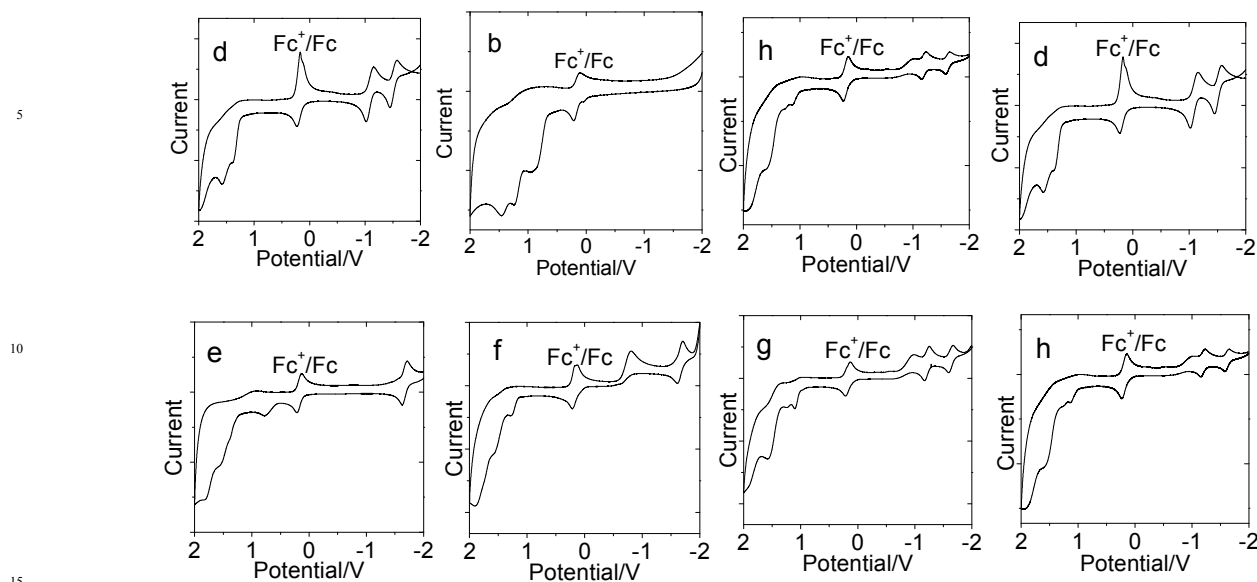 d
Fc+/Fc
Current
2 1 0 -1 -2
Potential/V
b
Fc+/Fc
Current
2 1 0 -1 -2
Potential/V
h
Fc+/Fc
Current
2 1 0 -1 -2
Potential/V
d
Fc+/Fc
Current
2 1 0 -1 -2
Potential/V
5
e
Fc+/Fc
Current
2 1 0 -1 -2
Potential/V
f
Fc+/Fc
Current
2 1 0 -1 -2
Potential/V
g
Fc+/Fc
Current
2 1 0 -1 -2
Potential/V
h
Fc+/Fc
Current
2 1 0 -1 -2
Potential/V
10
15